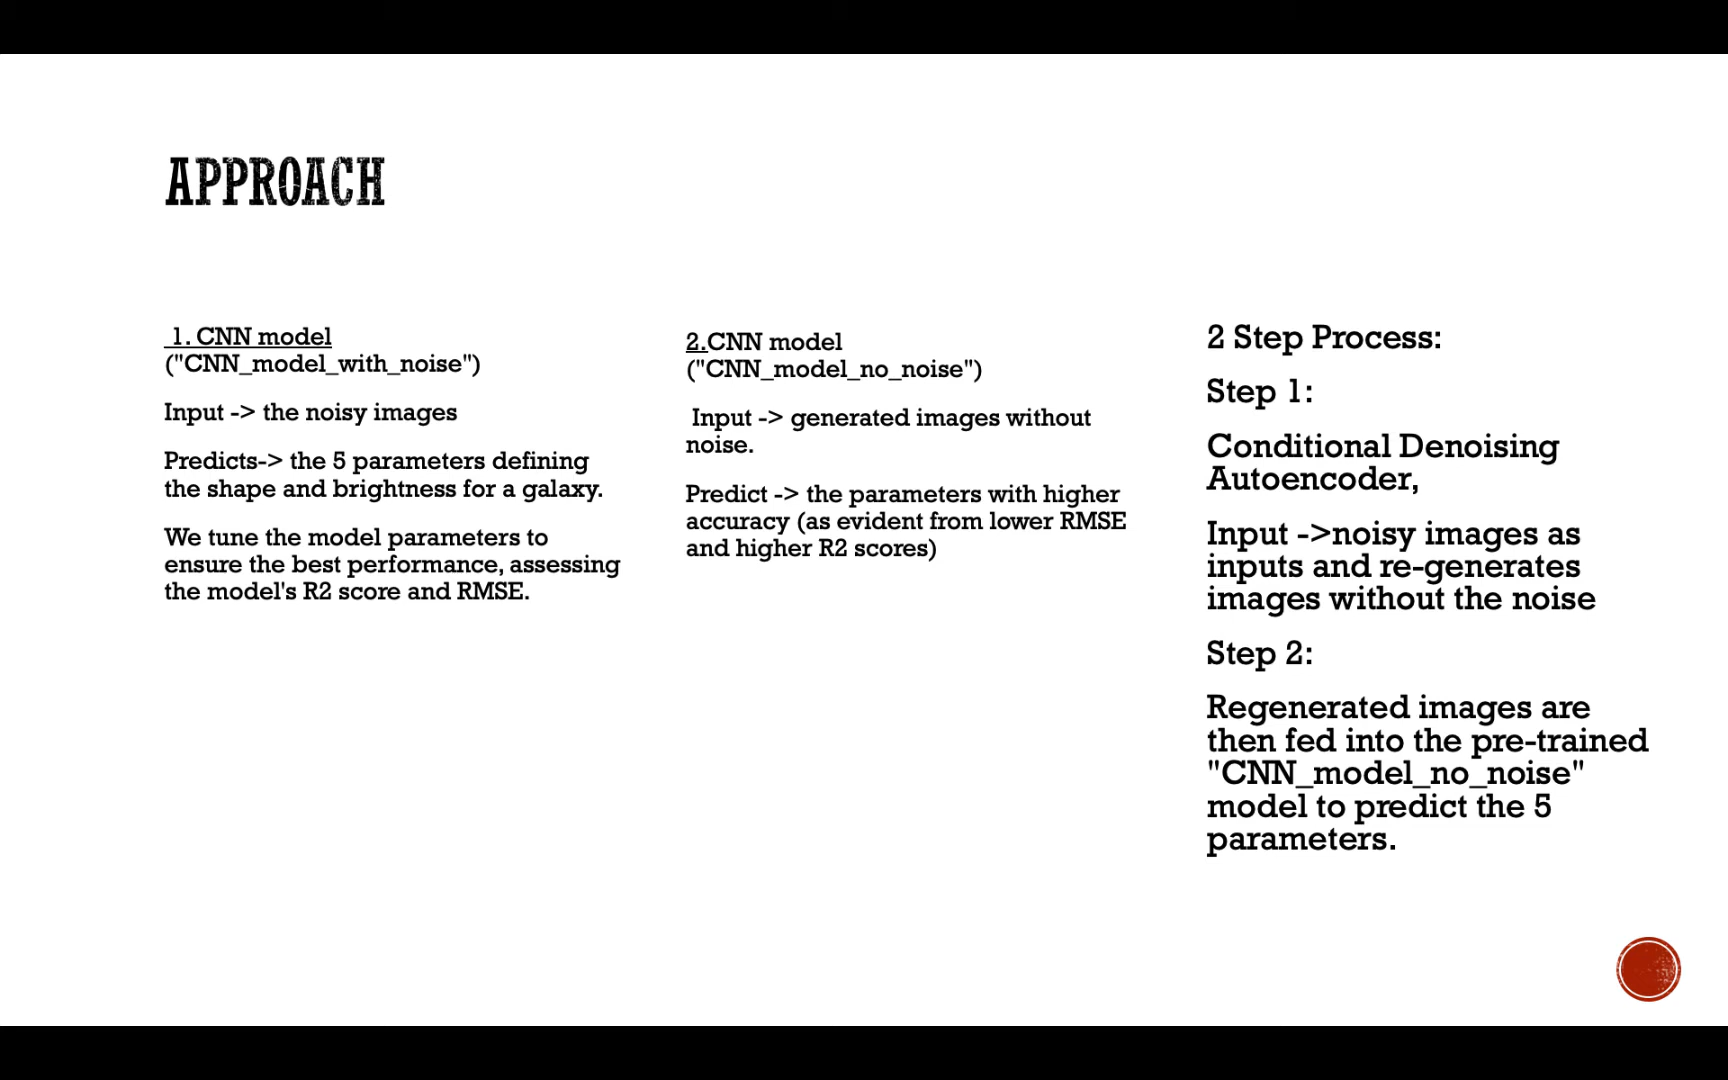 APPROACH
1. CNN model
("CNN_model_with_noise")
Input -> the noisy images
Predicts-> the 5 parameters defining
the shape and brightness for a galaxy.
We tune the model parameters to
ensure the best performance, assessing
the model's R2 score and RMSE.
2.CNN model
("CNN_model_no_noise")
Input -> generated images without
noise.
Predict -> the parameters with higher
accuracy (as evident from lower RMSE
and higher R2 scores)
2 Step Process:
Step 1:
Conditional Denoising
Autoencoder,
Input ->noisy images as
inputs and re-generates
images without the noise
Step 2:
Regenerated images are
then fed into the pre-trained
"CNN_model_no_noise"
model to predict the 5
parameters.